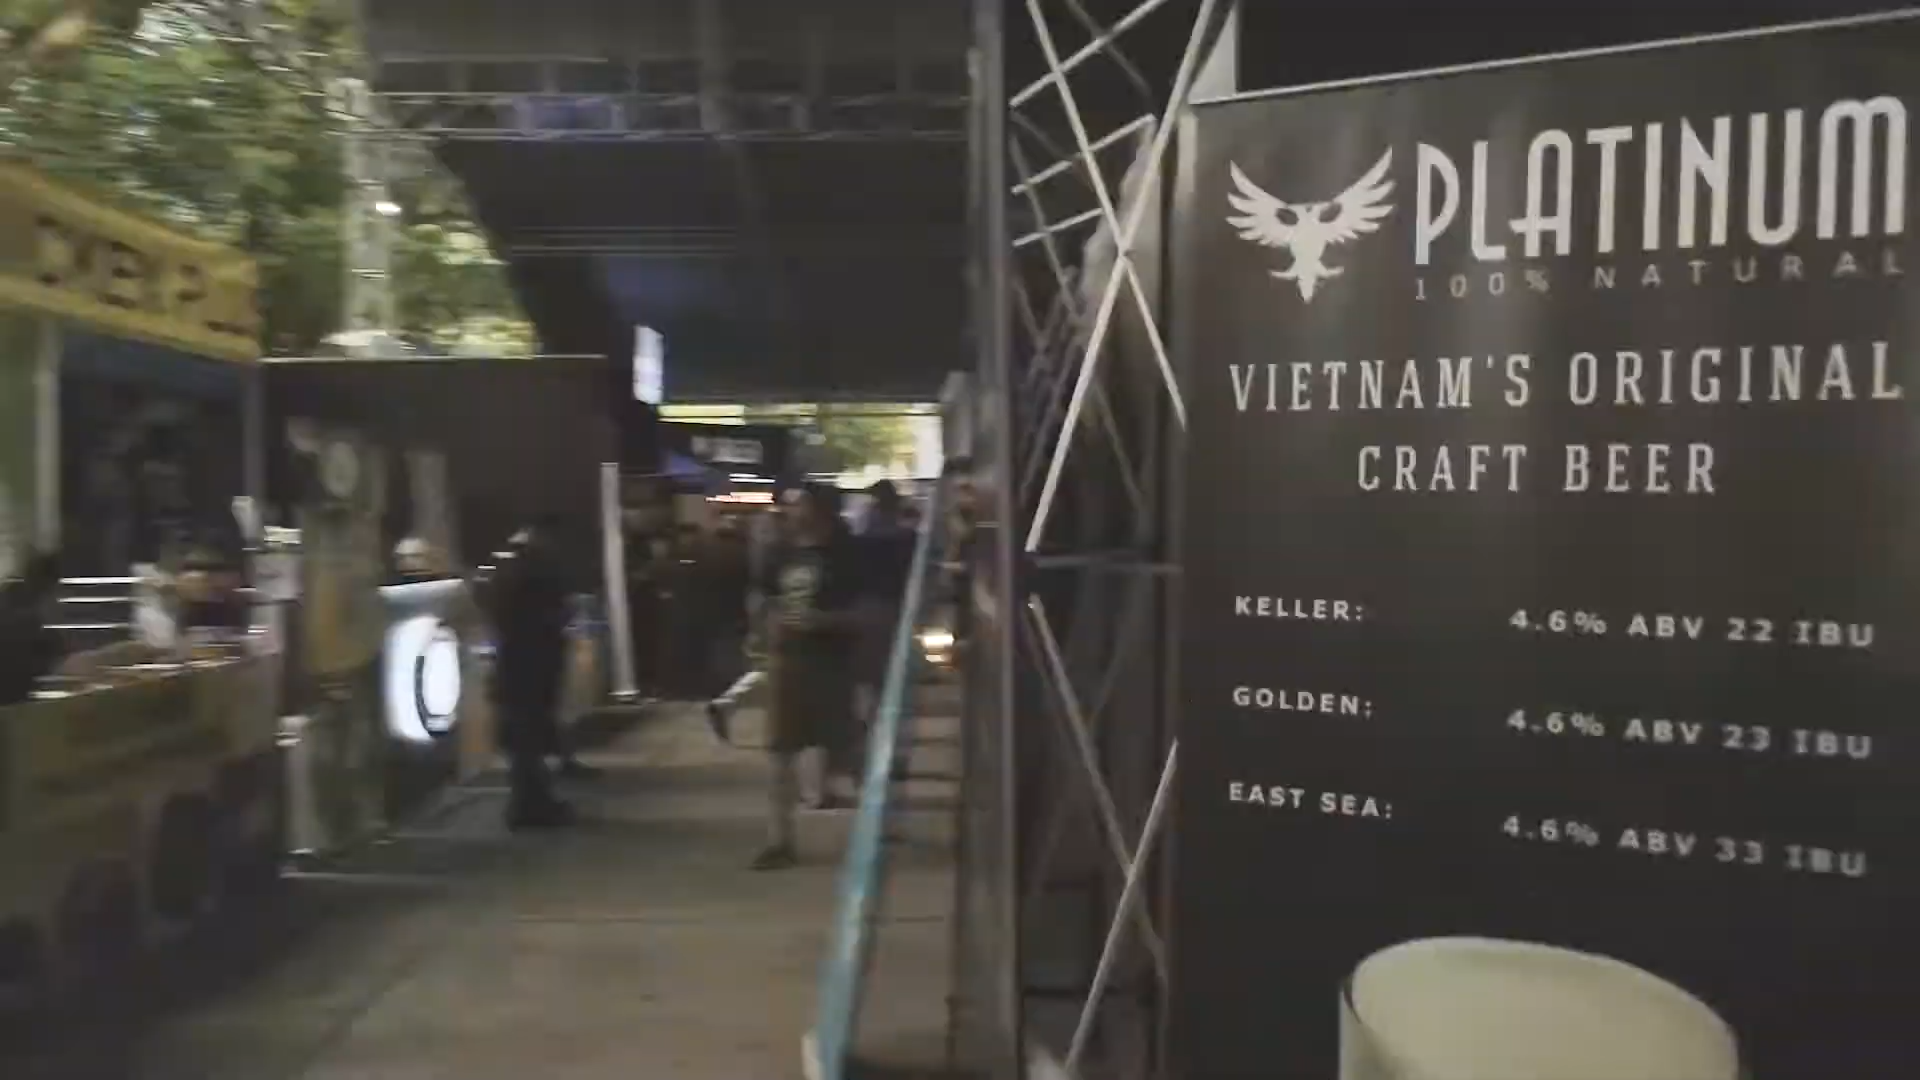 PLATINUM
100% NATURAL
VIETNAM'S ORIGINAL
CRAFT BEER
KELLER: 4.6% ABV 22 IBU
GOLDEN: 4.6% ABV 23 IBU
EAST SEA: 4.6% ABV 33 IBU